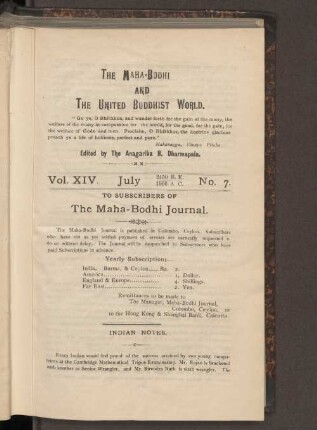 THE MAHA-BODHI
AND
THE UNITED BUDDHIST WORLD.
"Go ye, O Bhikkhus, and wander forth for the gain of the many, the
welfare of the many, in compassion for the world, for the good, for the gain, for
the welfare of Gods and men. Proclaim, O Bhikkhus, the doctrine glorious
preach ye a life of holiness, perfect and pure."
Mahavagga, Vinaya Pitaka.
Edited by The Anagarika H. Dharmapala.
Vol. XIV. July 2450 B. E. No. 7.
1906 A. C.
TO SUBSCRIBERS OF
The Maha-Bodhi Journal.
The Maha-Bodhi Journal is published in Colombo, Ceylon. Subscribers
who have not as yet remitted payment of arrears are earnestly requested to
do so without delay. The Journal will be supplied to Subscribers who have
paid Subscriptions in advance.
Yearly Subscription:
India, Burma, & Ceylon Rs. 2.
America 1. Dollar.
England & Europe 4. Shillings.
Far East 2. Yen.
Remittances to be made to
The Manager, Maha-Bodhi Journal,
Colombo, Ceylon, or
to the Hong Kong & Shanghai Bank, Calcutta.
INDIAN NOTES.
Every Indian must feel proud of the success attained by two young compatriots
at the Cambridge Mathematical Tripos Examination. Mr. Rajan is bracketed
with another as Senior Wrangler, and Mr. Surendra Nath is sixth wrangler. The